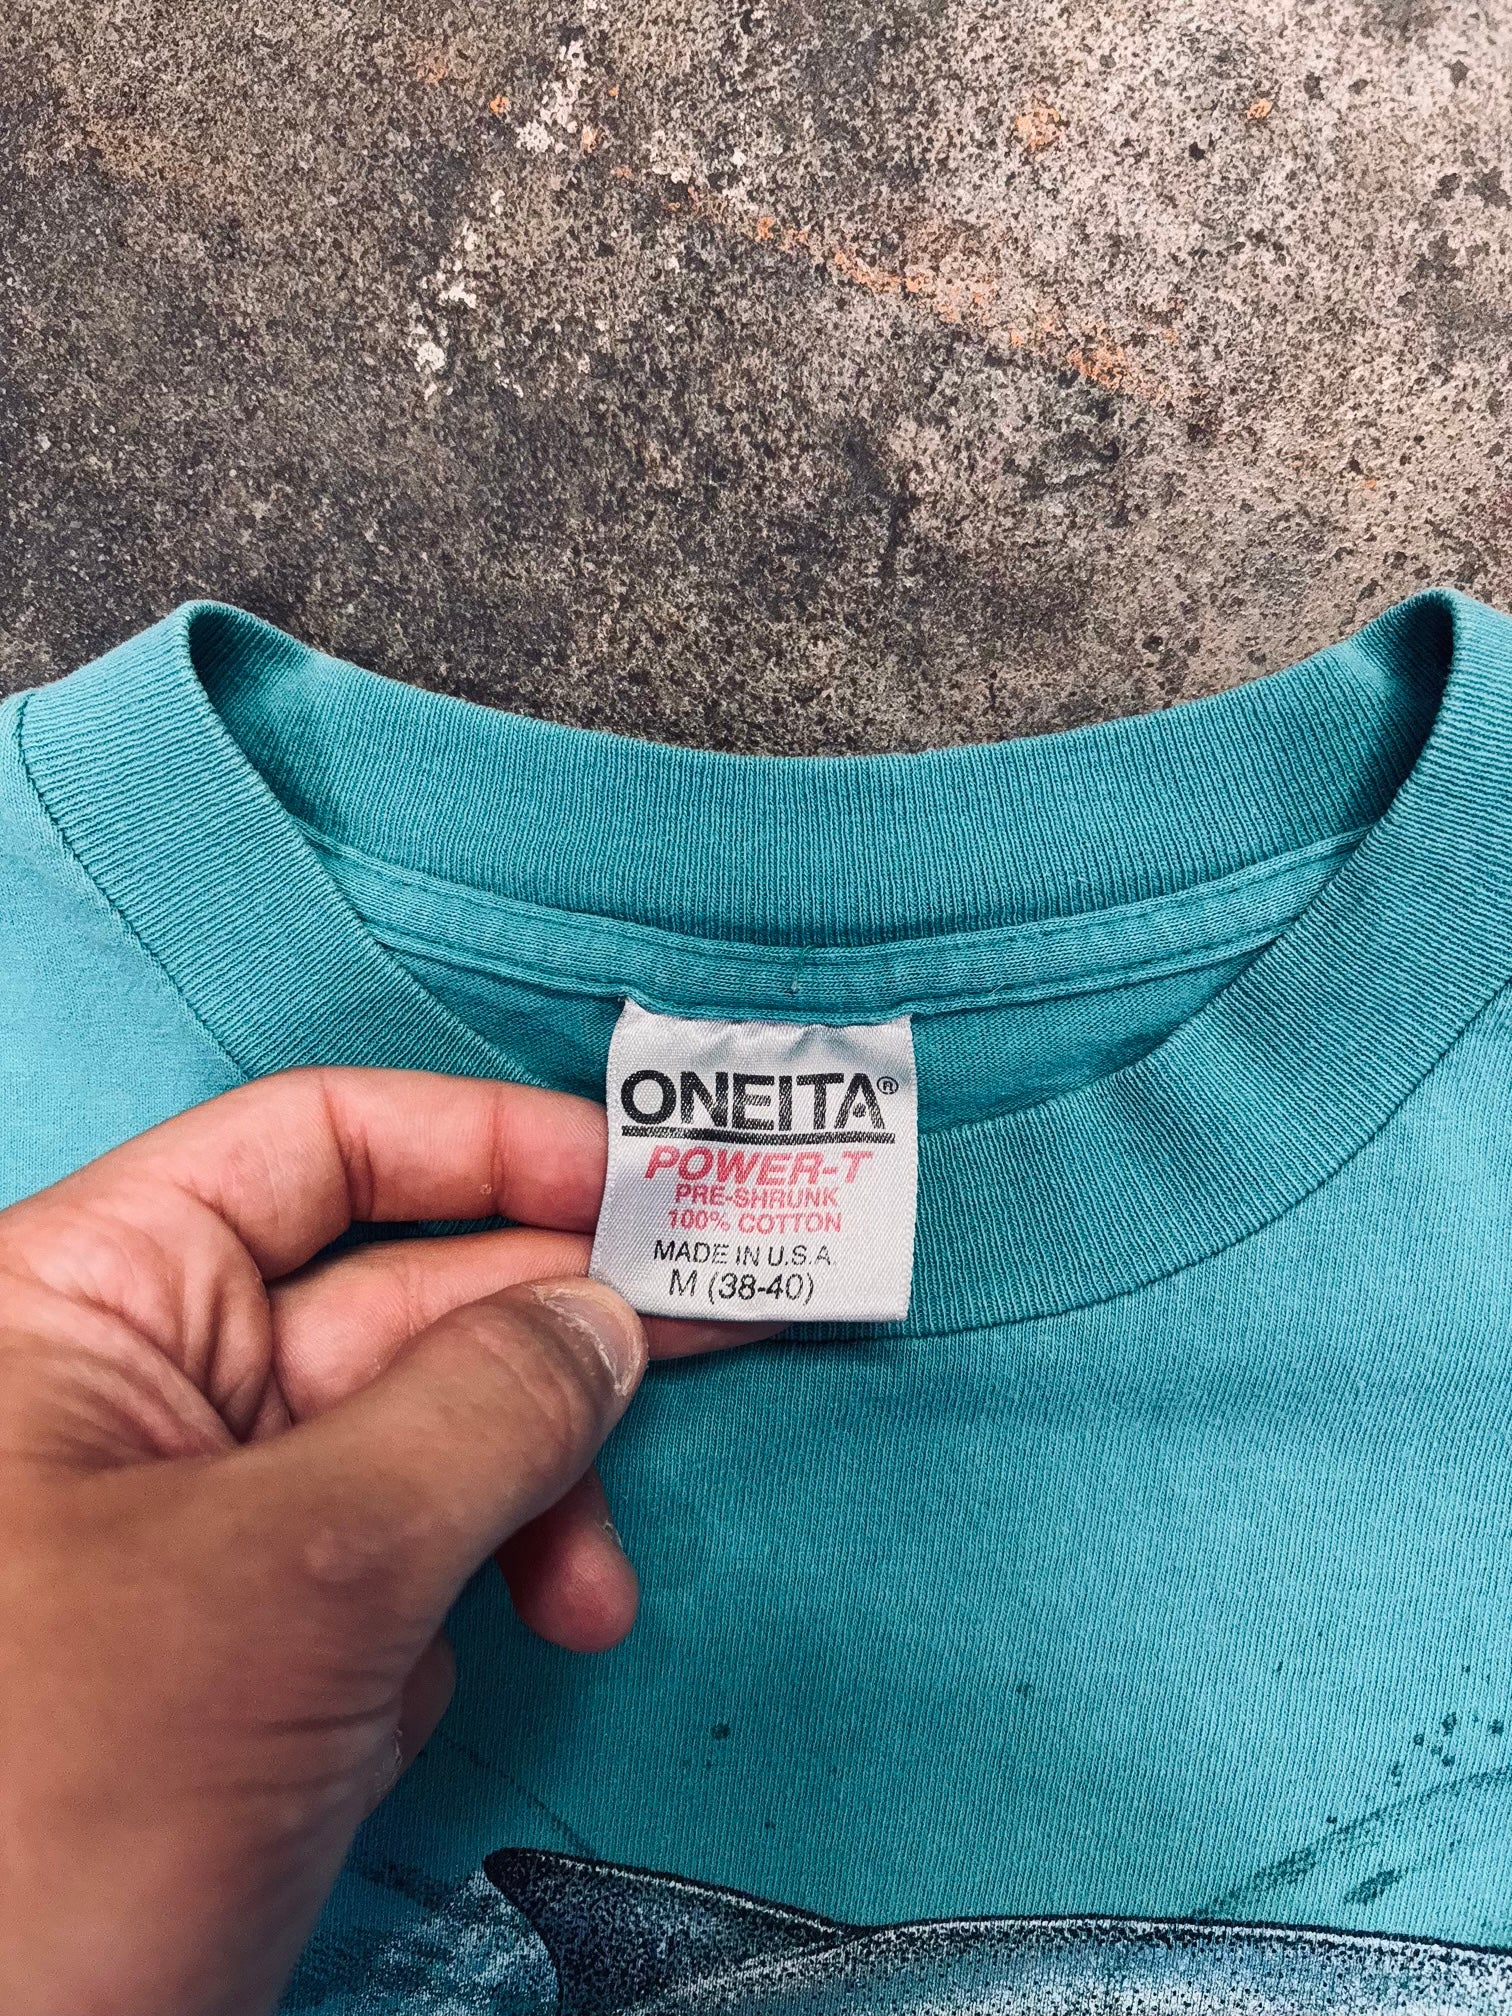 ONEITA®
POWER-T
PRE-SHRUNK
100% COTTON
MADE IN U.S.A.
M (38-40)